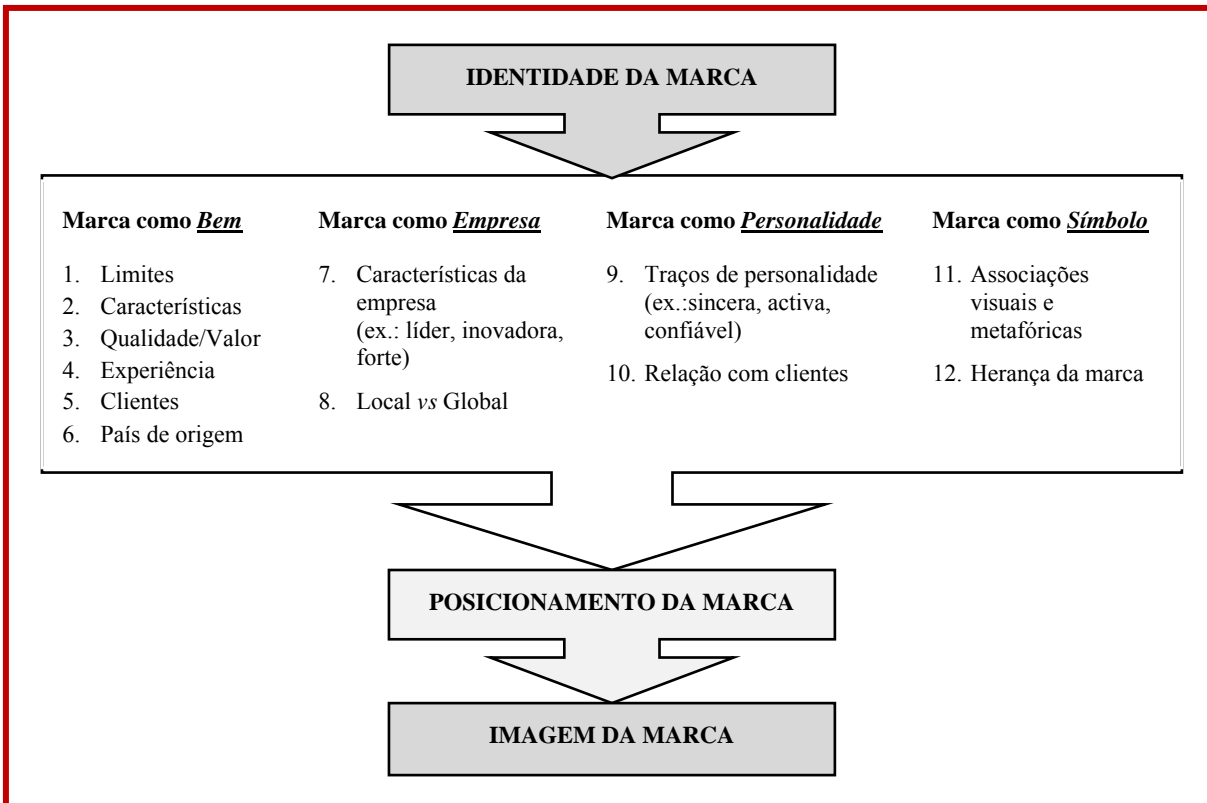 IDENTIDADE DA MARCA
Marca como Bem
1. Limites
2. Características
3. Qualidade/Valor
4. Experiência
5. Clientes
6. País de origem
Marca como Empresa
7. Características da
empresa
(ex.: líder, inovadora,
forte)
8. Local vs Global
Marca como Personalidade
9. Traços de personalidade
(ex.:sincera, activa,
confiável)
10. Relação com clientes
Marca como Símbolo
11. Associações
visuais e
metafóricas
12. Herança da marca
POSICIONAMENTO DA MARCA
IMAGEM DA MARCA